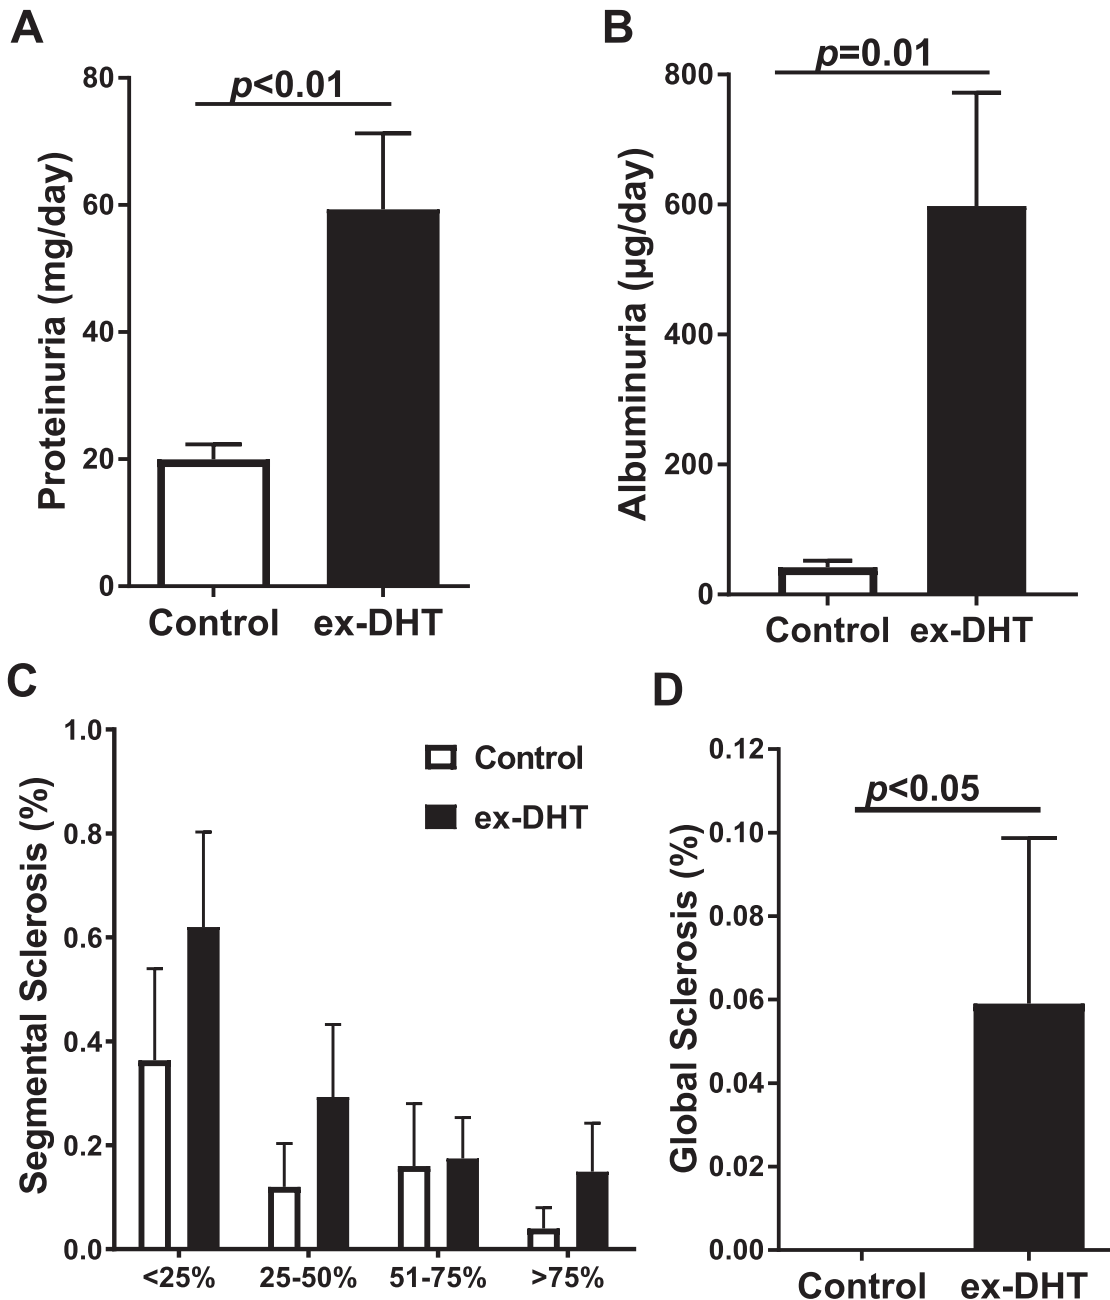 A
p<0.01
Proteinuria (mg/day)
80
60
40
20
0
Control
ex-DHT
B
p=0.01
Albuminuria (µg/day)
800
600
400
200
0
Control
ex-DHT
C
Segmental Sclerosis (%)
1.0
0.8
0.6
0.4
0.2
0.0
Control
ex-DHT
<25%
25-50%
51-75%
>75%
D
p<0.05
Global Sclerosis (%)
0.12
0.10
0.08
0.06
0.04
0.02
0.00
Control
ex-DHT